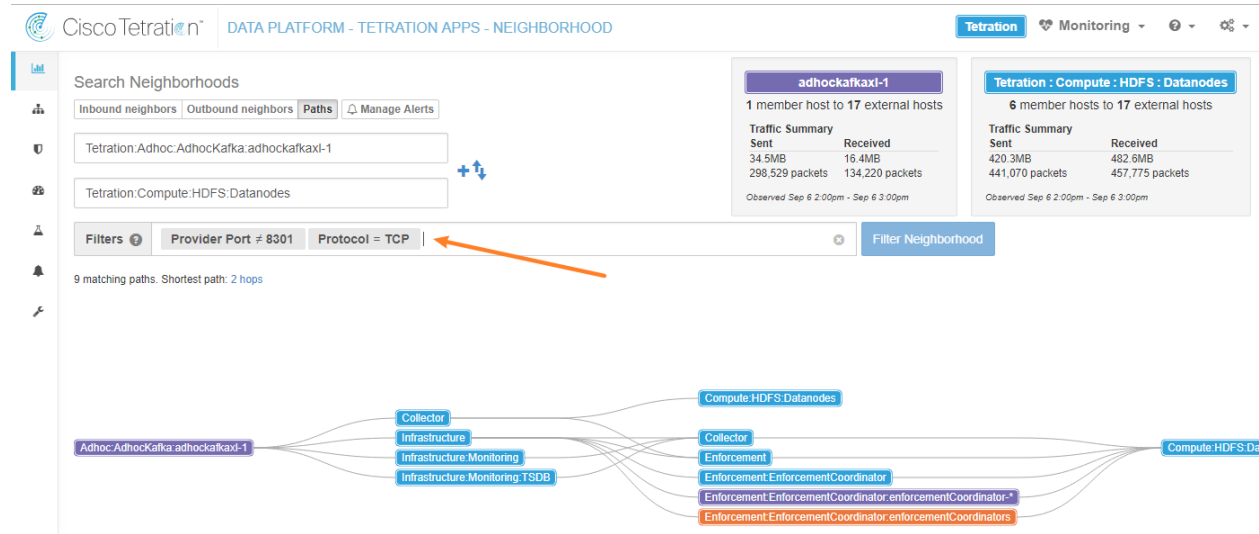 Cisco Tetration™ DATA PLATFORM - TETRATION APPS - NEIGHBORHOOD Tetration Monitoring
Search Neighborhoods
Inbound neighbors Outbound neighbors Paths Manage Alerts
Tetration:Adhoc:AdhocKafka:adhockafkaxl-1
Tetration:Compute:HDFS:Datanodes
adhockafkaxl-1
1 member host to 17 external hosts
Traffic Summary
Sent Received
34.5MB 16.4MB
298,529 packets 134,220 packets
Observed Sep 6 2:00pm - Sep 6 3:00pm
Tetration : Compute : HDFS : Datanodes
6 member hosts to 17 external hosts
Traffic Summary
Sent Received
420.3MB 482.6MB
441,070 packets 457,775 packets
Observed Sep 6 2:00pm - Sep 6 3:00pm
Filters Provider Port ≠ 8301 Protocol = TCP Filter Neighborhood
9 matching paths. Shortest path: 2 hops
Adhoc:AdhocKafka:adhockafkaxl-1
Collector
Infrastructure
Infrastructure:Monitoring
Infrastructure:Monitoring:TSDB
Compute:HDFS:Datanodes
Collector
Enforcement
Enforcement:EnforcementCoordinator
Enforcement:EnforcementCoordinator:enforcementCoordinator-*
Enforcement:EnforcementCoordinator:enforcementCoordinators
Compute:HDFS:Da